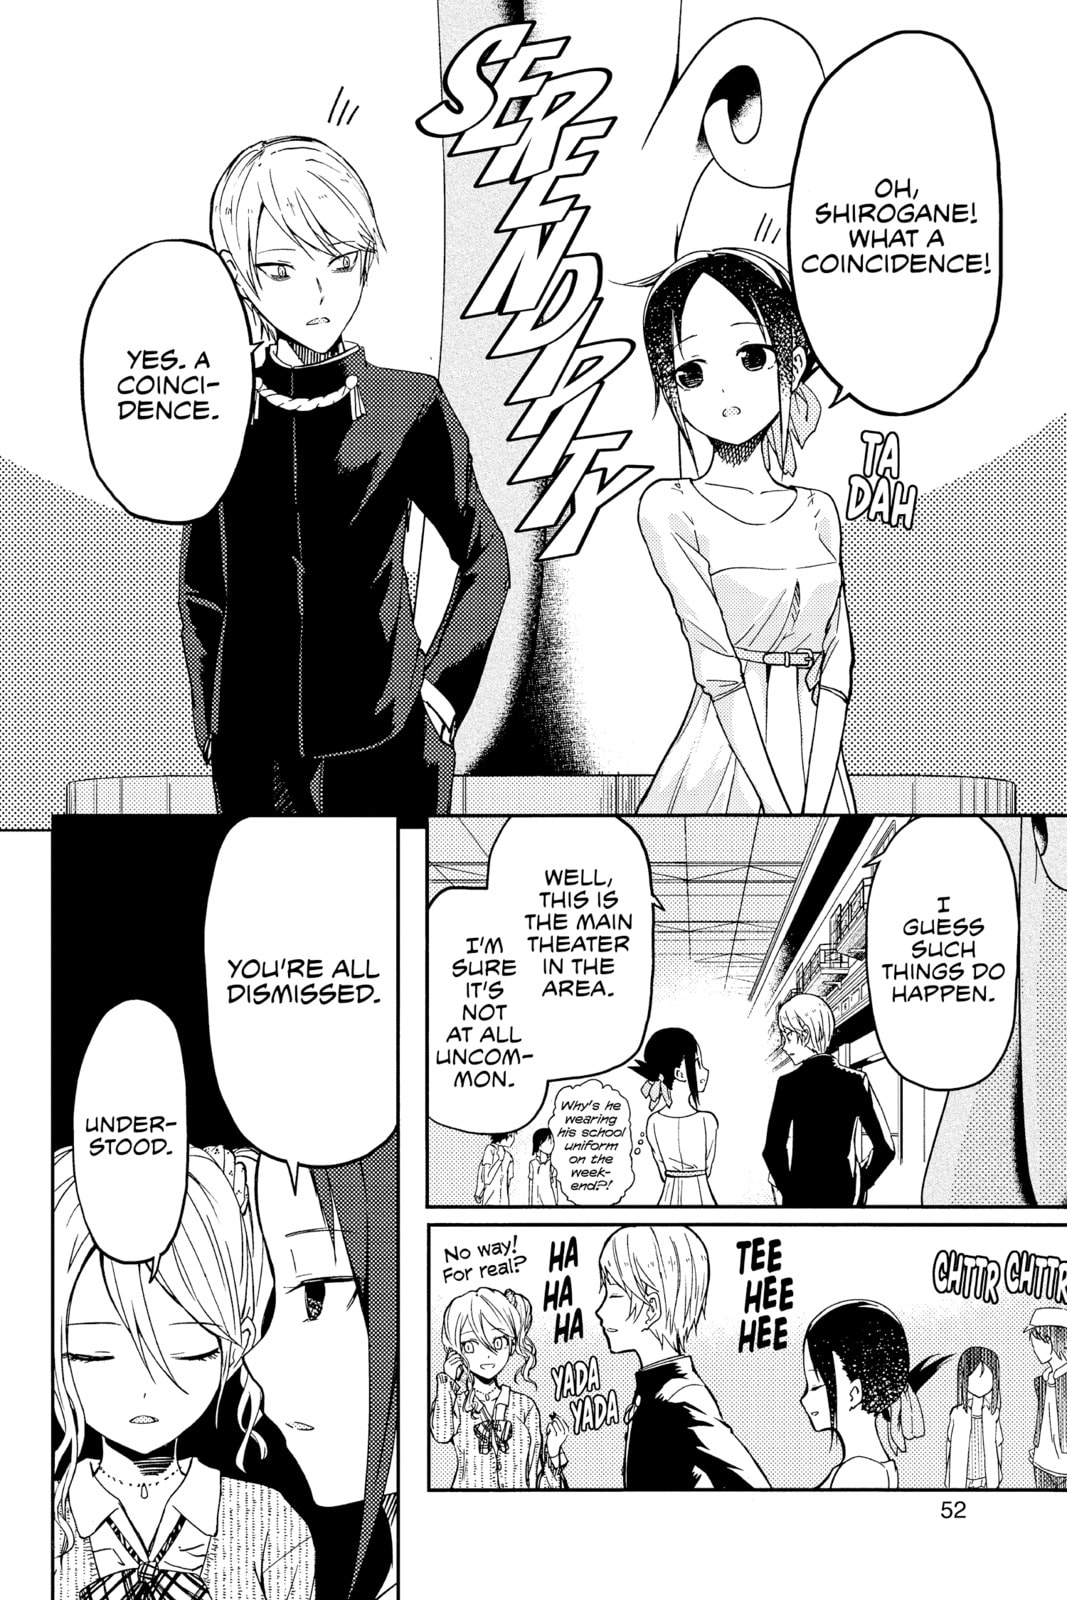 OH,
SHIROGANE!
WHAT A
COINCIDENCE!
TA
DAH
SERENDIPITY
YES. A
COINCI-
DENCE.
I
GUESS
SUCH
THINGS DO
HAPPEN.
WELL,
THIS IS
THE MAIN
THEATER
IN THE
AREA.
I'M
SURE
IT'S
NOT
AT ALL
UNCOM-
MON.
Why's he
wearing
his school
uniform
on the
week-
end?!
CHTTR CHTTR
TEE
HEE
HEE
HA
HA
HA
No way!
For real?
YADA
YADA
YOU'RE ALL
DISMISSED.
UNDER-
STOOD.
52